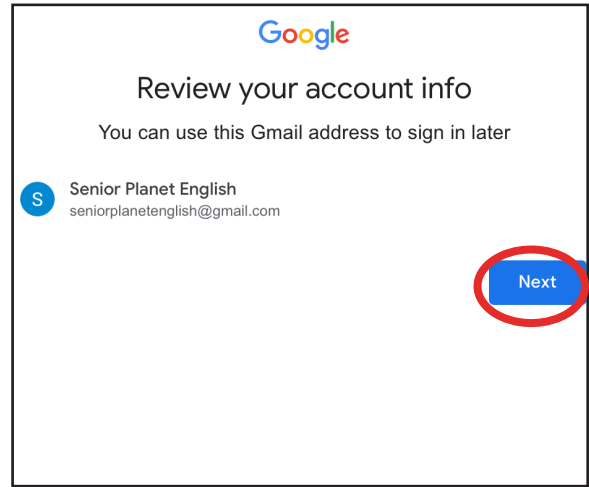 Google
Review your account info
You can use this Gmail address to sign in later
S
Senior Planet English
seniorplanetenglish@gmail.com
Next